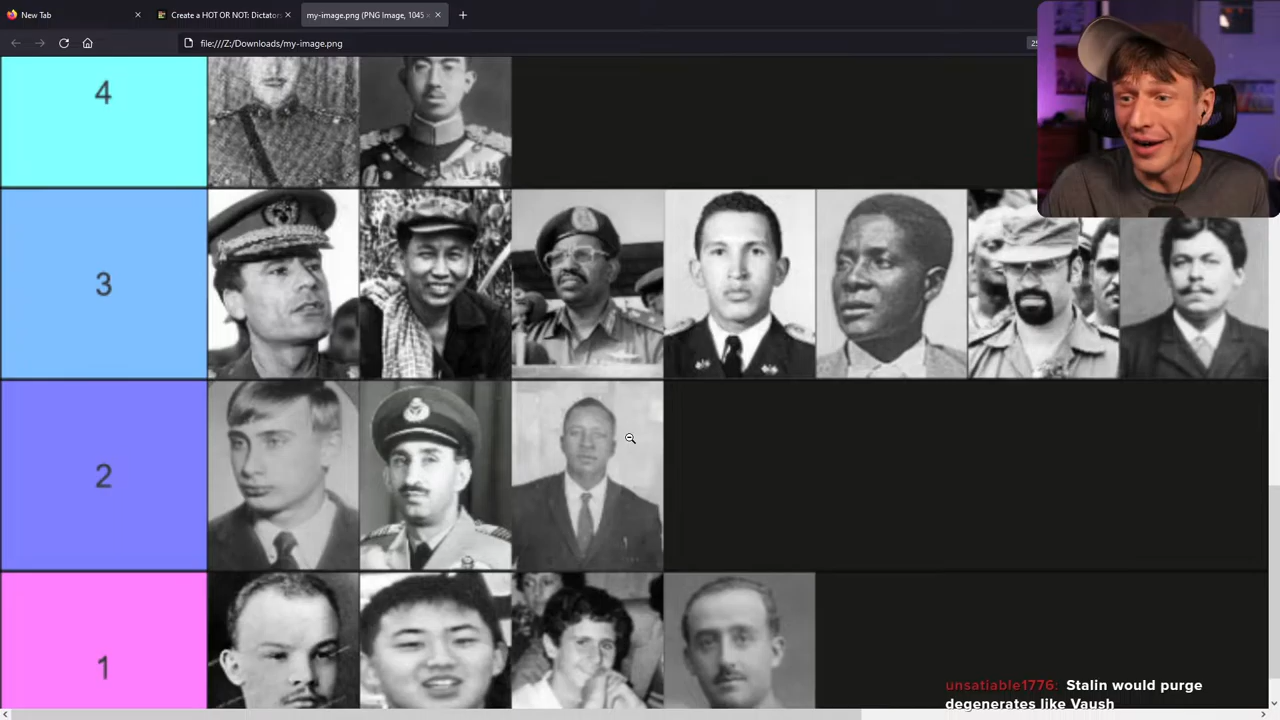 New Tab
Create a HOT OR NOT: Dictator
my-image.png (PNG Image, 1045 ×
file:///Z:/Downloads/my-image.png
4
3
2
1
unsatiable1776: Stalin would purge
degenerates like Vaush